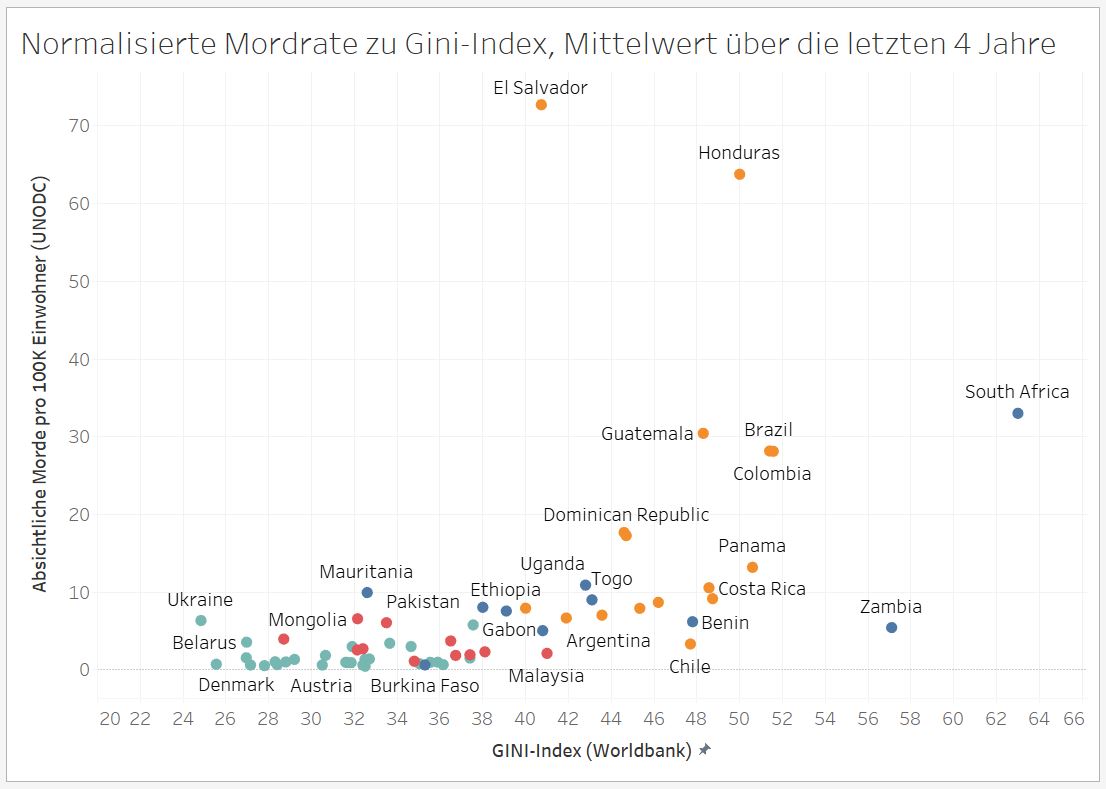 Normalisierte Mordrate zu Gini-Index, Mittelwert über die letzten 4 Jahre
Absichtliche Morde pro 100K Einwohner (UNODC)
70
60
50
40
30
20
10
0
El Salvador
Honduras
South Africa
Guatemala
Brazil
Colombia
Dominican Republic
Panama
Uganda
Togo
Mauritania
Ethiopia
Costa Rica
Ukraine
Pakistan
Zambia
Mongolia
Gabon
Benin
Belarus
Argentina
Chile
Malaysia
Denmark
Austria
Burkina Faso
20 22 24 26 28 30 32 34 36 38 40 42 44 46 48 50 52 54 56 58 60 62 64 66
GINI-Index (Worldbank)